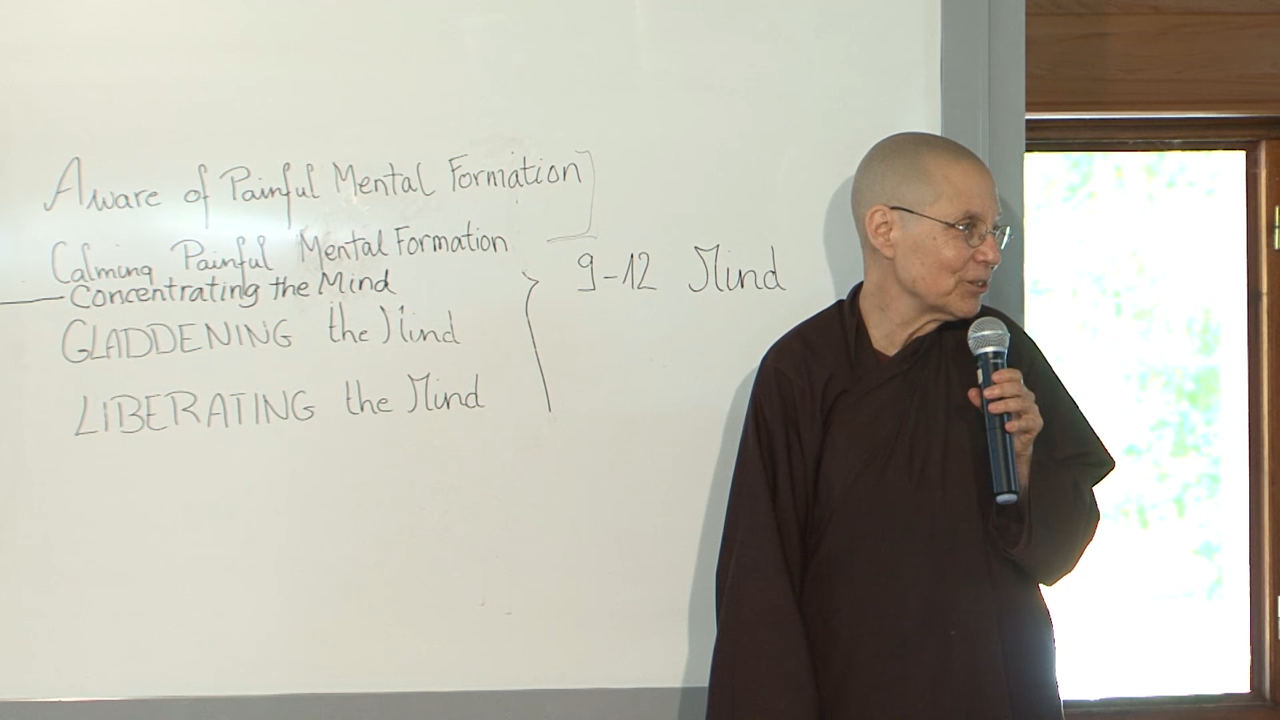 Aware of Painful Mental Formation
Calming Painful Mental Formation
Concentrating the Mind
GLADDENING the Mind
LIBERATING the Mind
9-12 Mind